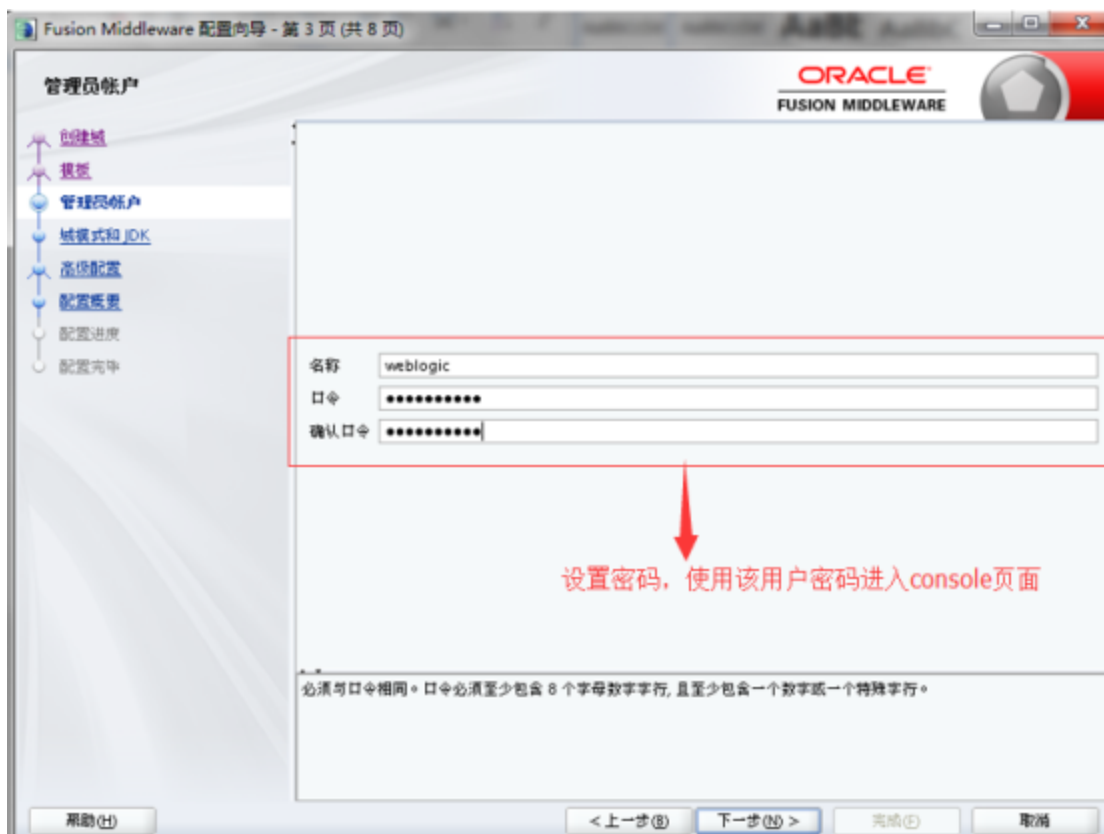 Fusion Middleware 配置向导 - 第 3 页 (共 8 页)
管理员帐户
ORACLE
FUSION MIDDLEWARE
创建域
模板
管理员帐户
域模式和 JDK
高级配置
配置概要
配置进度
配置完毕
名称 weblogic
口令 ●●●●●●●●●●
确认口令 ●●●●●●●●●●
设置密码，使用该用户密码进入console页面
必须与口令相同。口令必须至少包含 8 个字母数字字符, 且至少包含一个数字或一个特殊字符。
帮助(H) <上一步(B) 下一步(N)> 完成(F) 取消